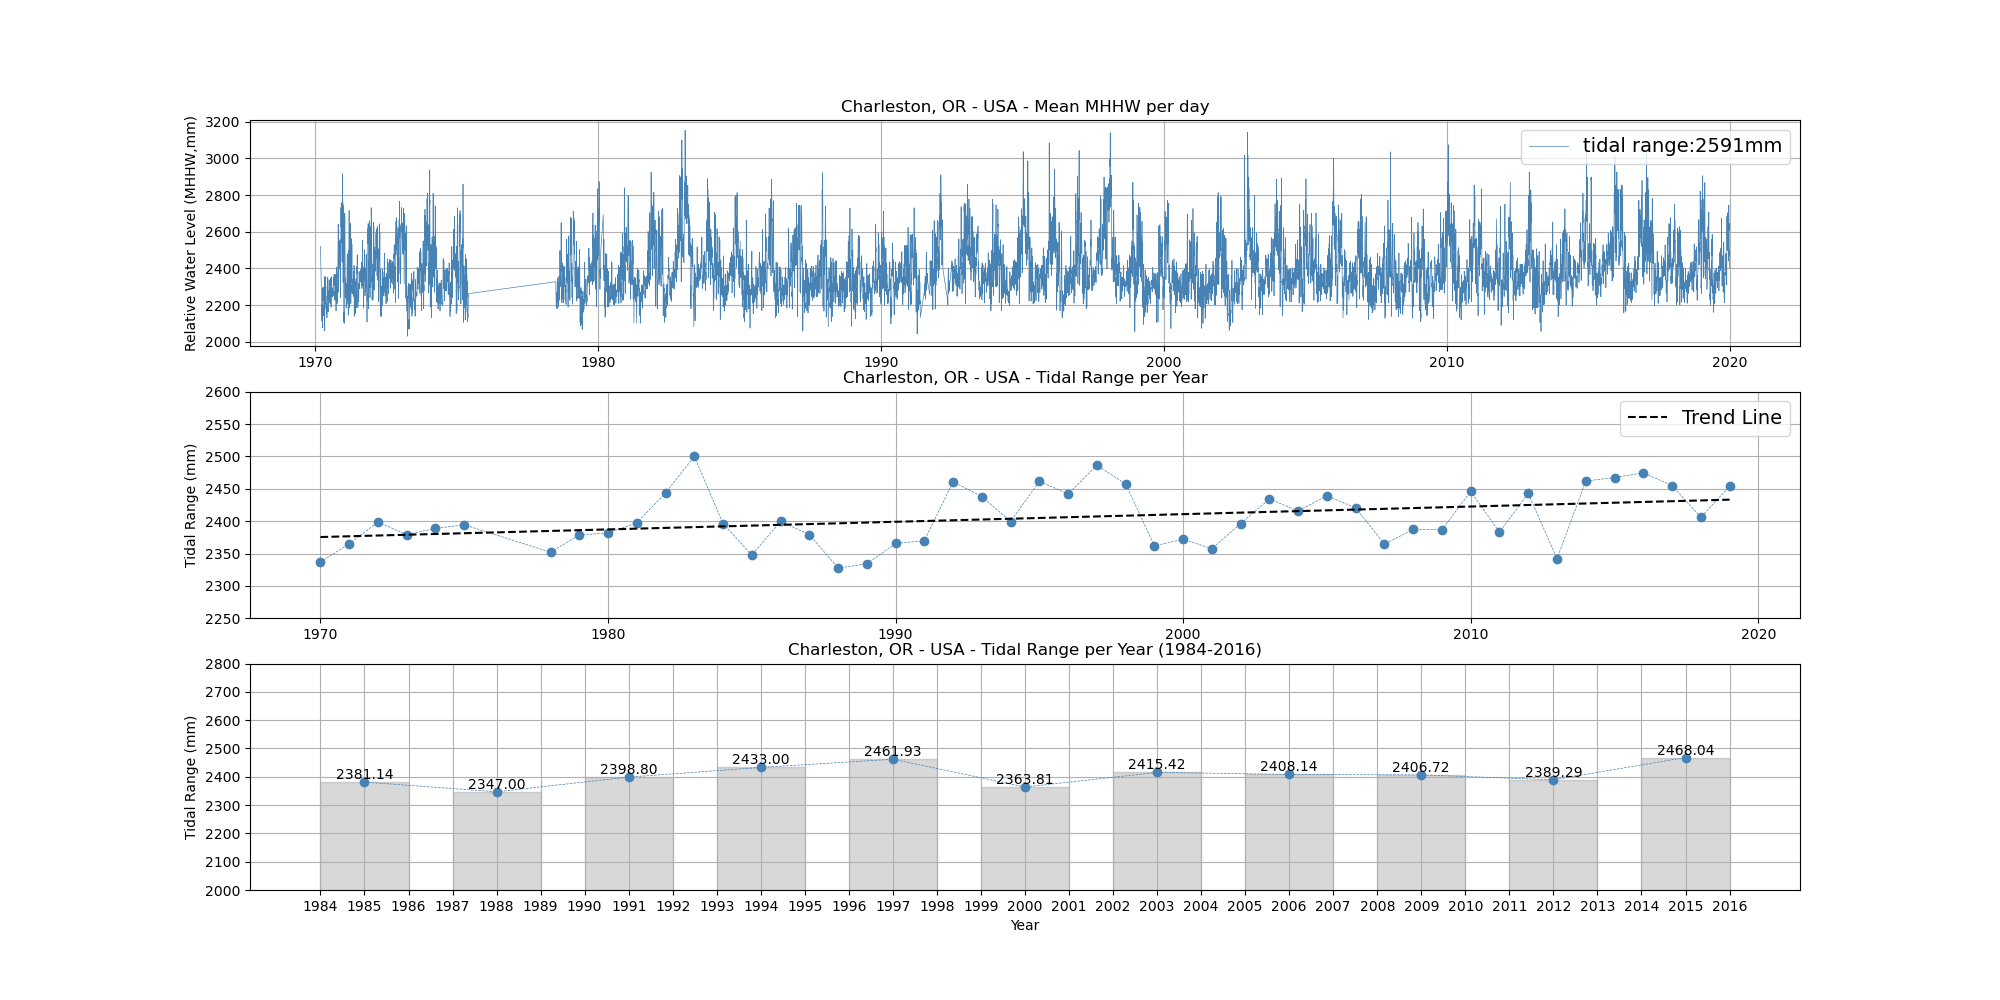 Charleston, OR - USA - Mean MHHW per day
Relative Water Level (MHHW,mm)
3200
3000
2800
2600
2400
2200
2000
tidal range:2591mm
1970 1980 1990 2000 2010 2020
Charleston, OR - USA - Tidal Range per Year
Tidal Range (mm)
2600
2550
2500
2450
2400
2350
2300
2250
Trend Line
1970 1980 1990 2000 2010 2020
Charleston, OR - USA - Tidal Range per Year (1984-2016)
Tidal Range (mm)
2800
2700
2600
2500
2400
2300
2200
2100
2000
2381.14 2347.00 2398.80 2433.00 2461.93 2363.81 2415.42 2408.14 2406.72 2389.29 2468.04
1984 1985 1986 1987 1988 1989 1990 1991 1992 1993 1994 1995 1996 1997 1998 1999 2000 2001 2002 2003 2004 2005 2006 2007 2008 2009 2010 2011 2012 2013 2014 2015 2016
Year